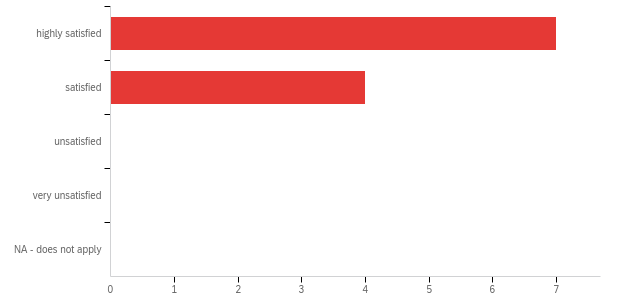 highly satisfied
satisfied
unsatisfied
very unsatisfied
NA - does not apply
0 1 2 3 4 5 6 7